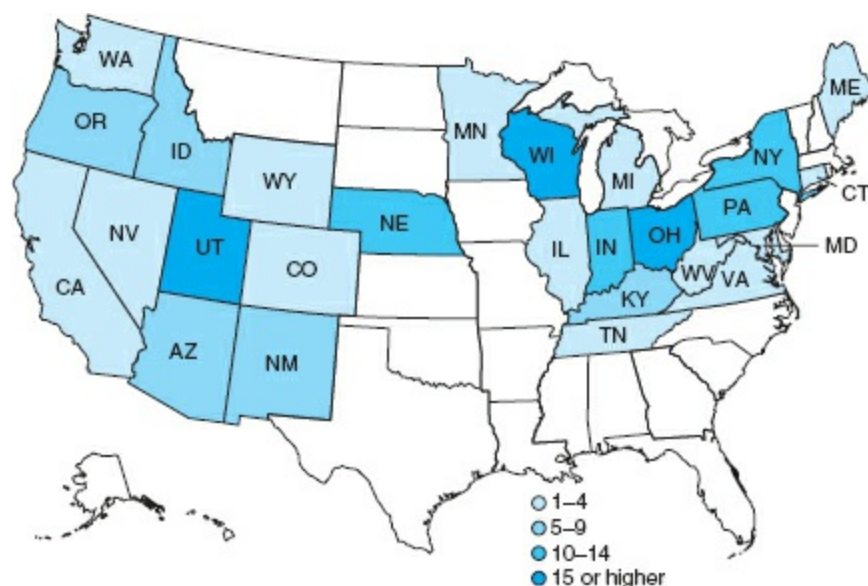 WA
ME
OR
MN
ID
WI
NY
WY
MI
PA
CT
NE
NV
IL
IN
OH
MD
UT
CO
WV
VA
CA
KY
TN
AZ
NM
1–4
5–9
10–14
15 or higher